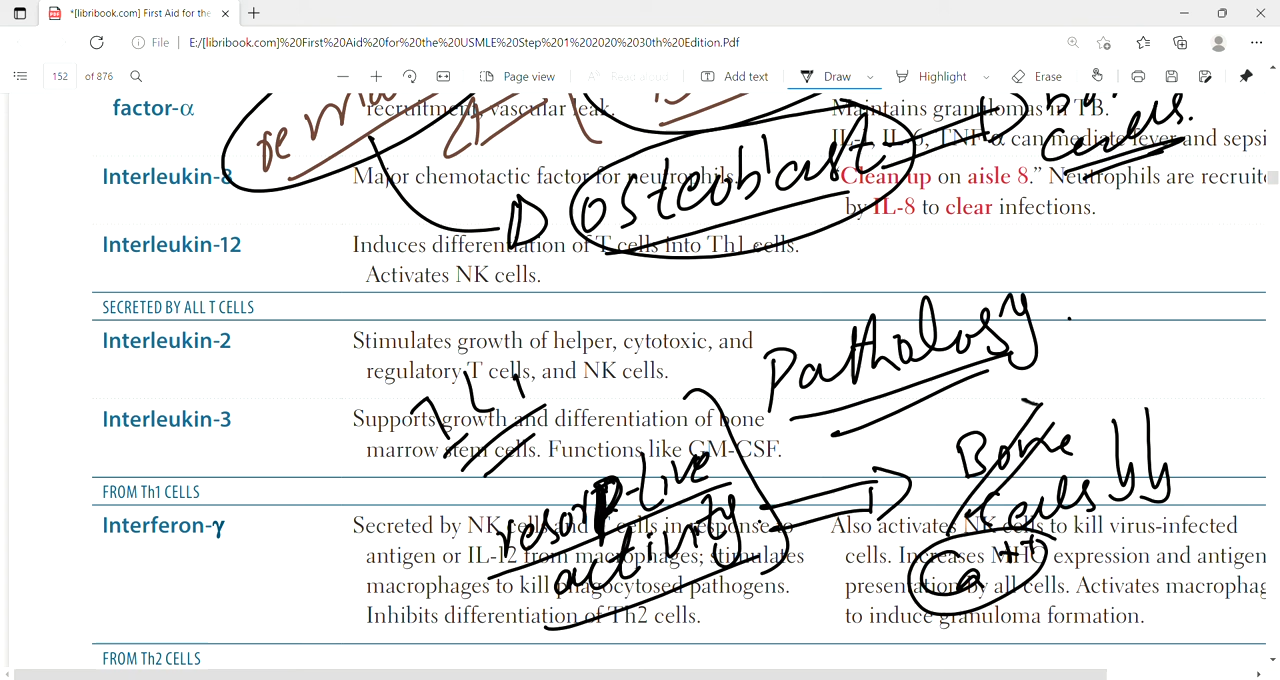 *[libribook.com] First Aid for the
File E:/[libribook.com]%20First%20Aid%20for%20the%20USMLE%20Step%201%202020%2030th%20Edition.Pdf
152 of 876 Page view Read aloud Add text Draw Highlight Erase
factor-α recruitment, vascular leak. Maintains granulomas in TB.
IL-1, IL-6, TNF-α can mediate fever and sepsi
Interleukin-8 Major chemotactic factor for neutrophils. “Clean up on aisle 8.” Neutrophils are recruite
by IL-8 to clear infections.
Osteoblast
Interleukin-12 Induces differentiation of T cells into Th1 cells.
Activates NK cells.
SECRETED BY ALL T CELLS
Interleukin-2 Stimulates growth of helper, cytotoxic, and
regulatory T cells, and NK cells.
Pathology
Interleukin-3 Supports growth and differentiation of bone
marrow stem cells. Functions like GM-CSF.
IL1
Bone
FROM Th1 CELLS
resorptive
activity
Interferon-γ Secreted by NK cells and T cells in response to Also activates NK cells to kill virus-infected
antigen or IL-12 from macrophages; stimulates cells. Increases MHC expression and antigen
macrophages to kill phagocytosed pathogens. presentation by all cells. Activates macrophag
Inhibits differentiation of Th2 cells. to induce granuloma formation.
FROM Th2 CELLS